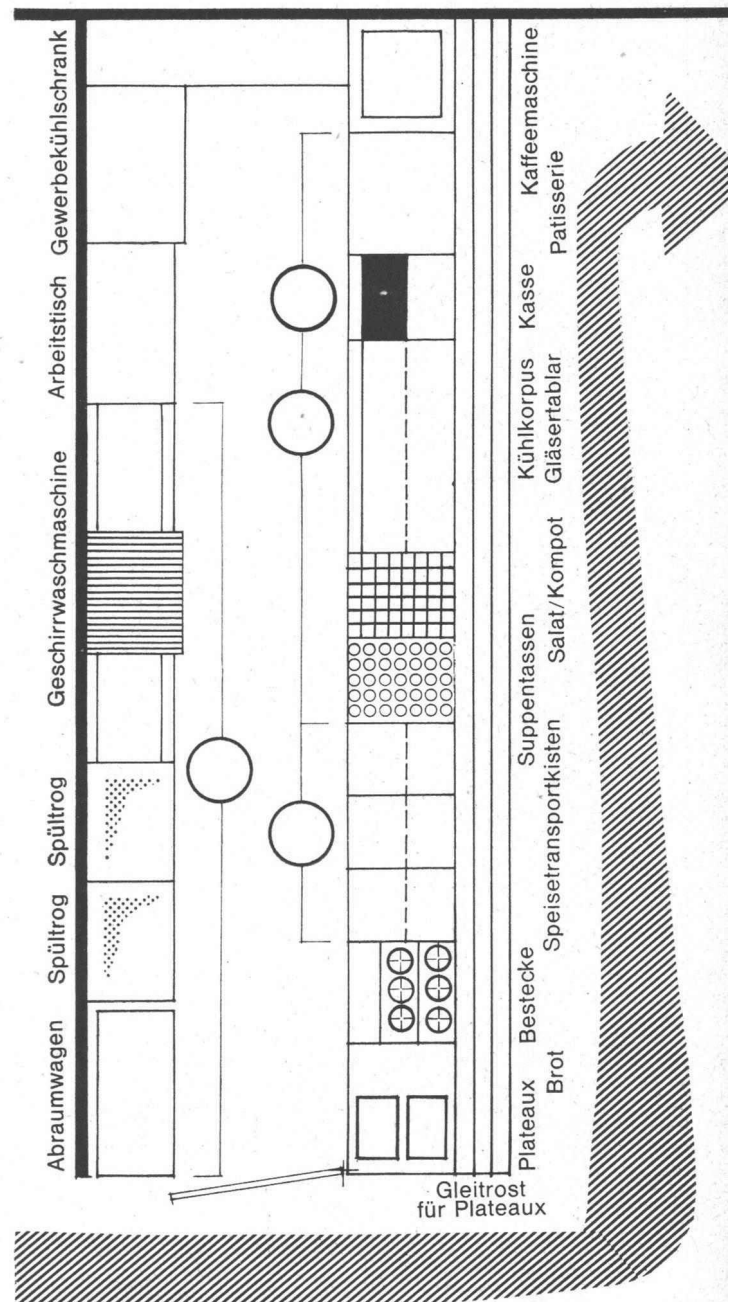 Abraumwagen
Spültrog
Spültrog
Geschirrwaschmaschine
Arbeitstisch
Gewerbekühlschrank
Plateaux
Brot
Bestecke
Speisetransportkisten
Suppentassen
Salat/Kompot
Kühlkorpus
Gläsertablar
Kasse
Patisserie
Kaffeemaschine
Gleitrost
für Plateaux